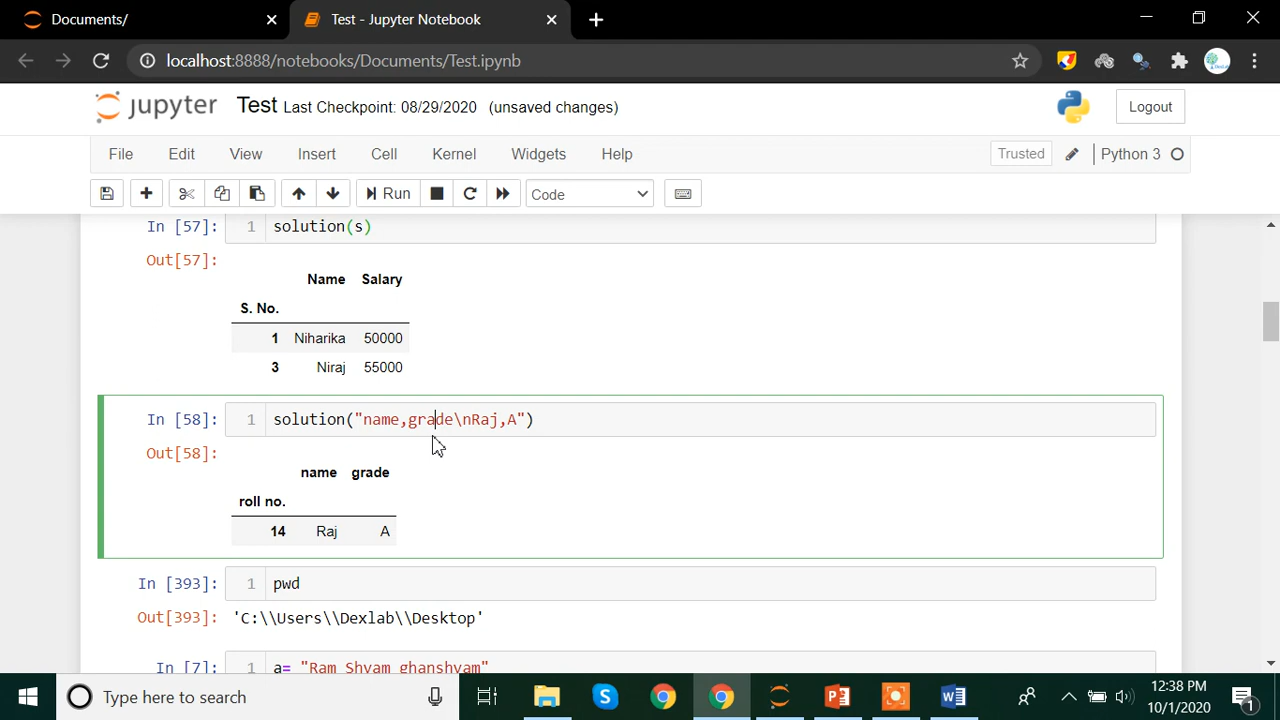 Documents/
Test - Jupyter Notebook
localhost:8888/notebooks/Documents/Test.ipynb
jupyter Test Last Checkpoint: 08/29/2020 (unsaved changes)
Logout
File Edit View Insert Cell Kernel Widgets Help
Trusted
Python 3
Run
Code
In [57]: 1 solution(s)
Out[57]:
Name Salary
S. No.
1 Niharika 50000
3 Niraj 55000
In [58]: 1 solution("name,grade\nRaj,A")
Out[58]:
name grade
roll no.
14 Raj A
In [393]: 1 pwd
Out[393]: 'C:\\Users\\Dexlab\\Desktop'
In [7]: 1 a= "Ram Shyam ghanshyam"
Type here to search
12:38 PM
10/1/2020
1